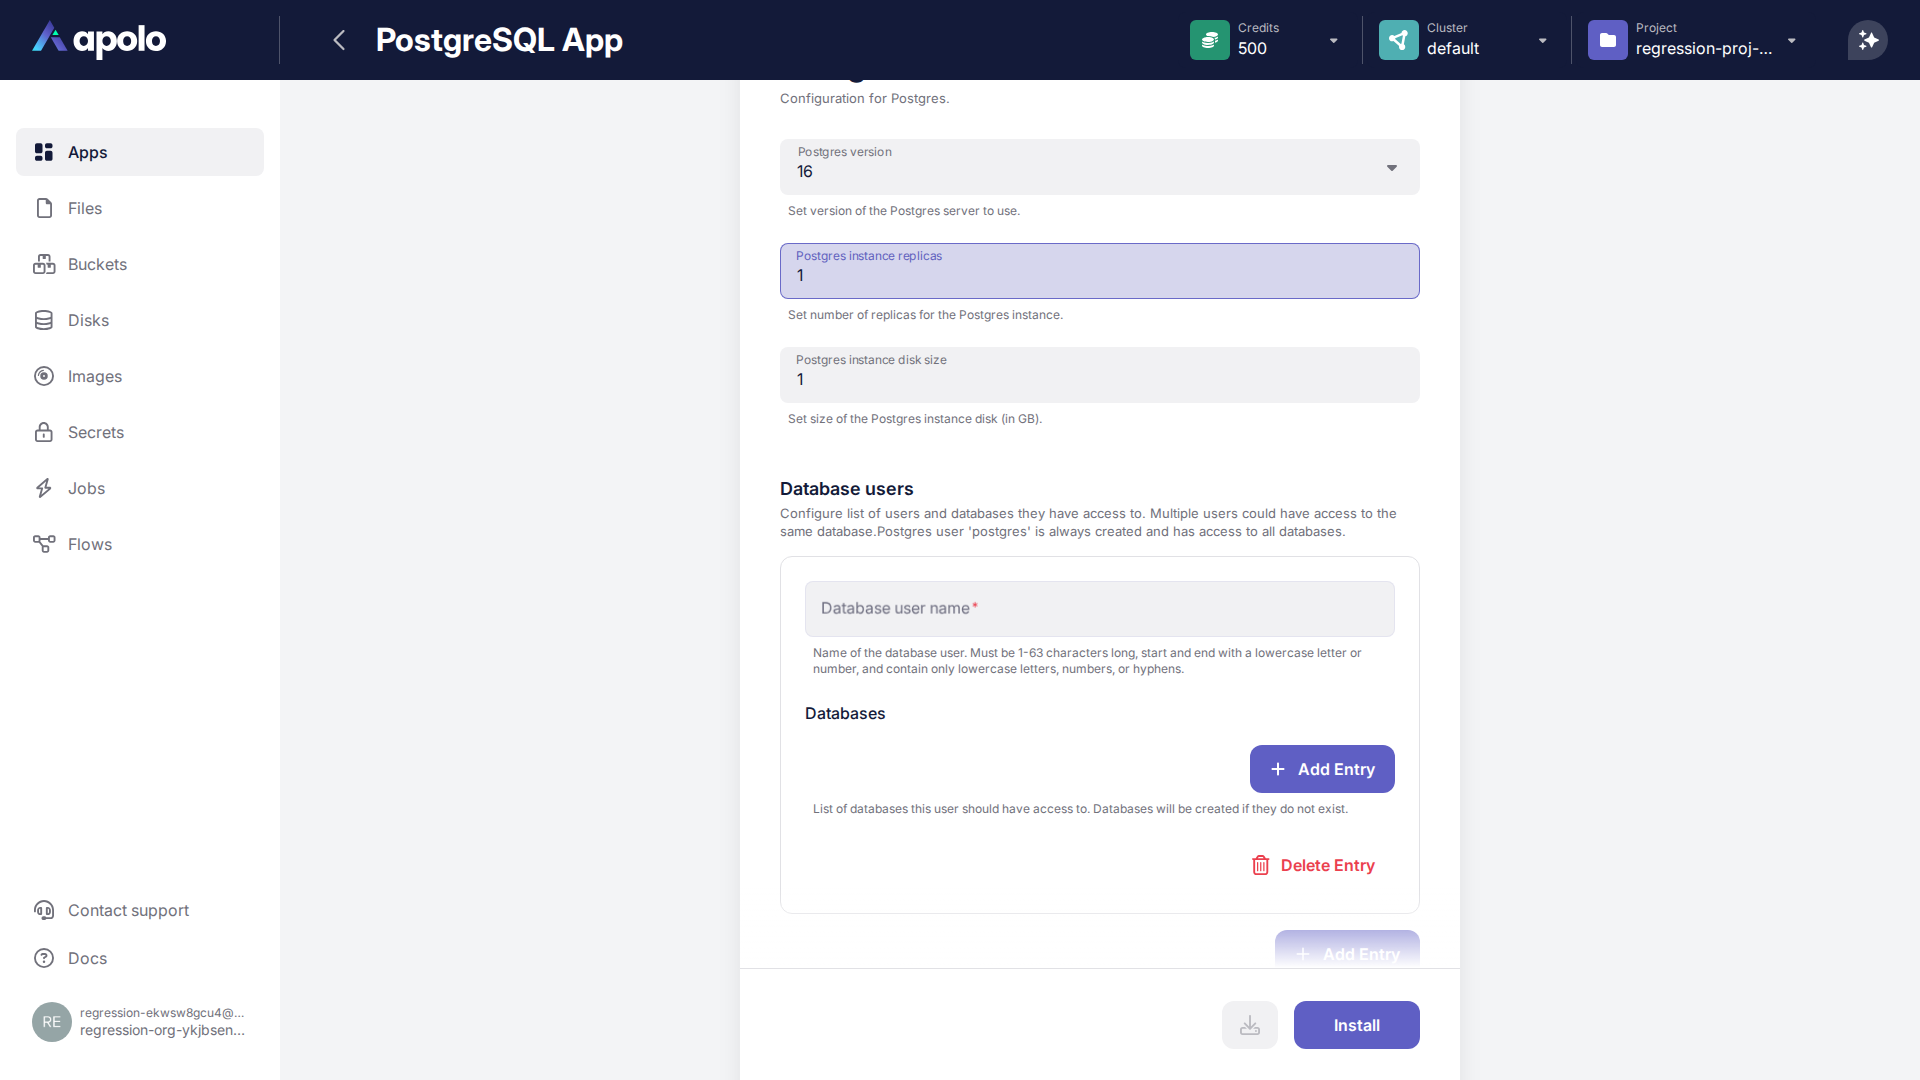 apolo
PostgreSQL App
Credits
500
Cluster
default
Project
regression-proj-...
Apps
Files
Buckets
Disks
Images
Secrets
Jobs
Flows
Contact support
Docs
RE
regression-ekwsw8gcu4@...
regression-org-ykjbsen...
Configuration for Postgres.
Postgres version
16
Set version of the Postgres server to use.
Postgres instance replicas
1
Set number of replicas for the Postgres instance.
Postgres instance disk size
1
Set size of the Postgres instance disk (in GB).
Database users
Configure list of users and databases they have access to. Multiple users could have access to the
same database.Postgres user 'postgres' is always created and has access to all databases.
Database user name*
Name of the database user. Must be 1-63 characters long, start and end with a lowercase letter or
number, and contain only lowercase letters, numbers, or hyphens.
Databases
Add Entry
List of databases this user should have access to. Databases will be created if they do not exist.
Delete Entry
Add Entry
Install